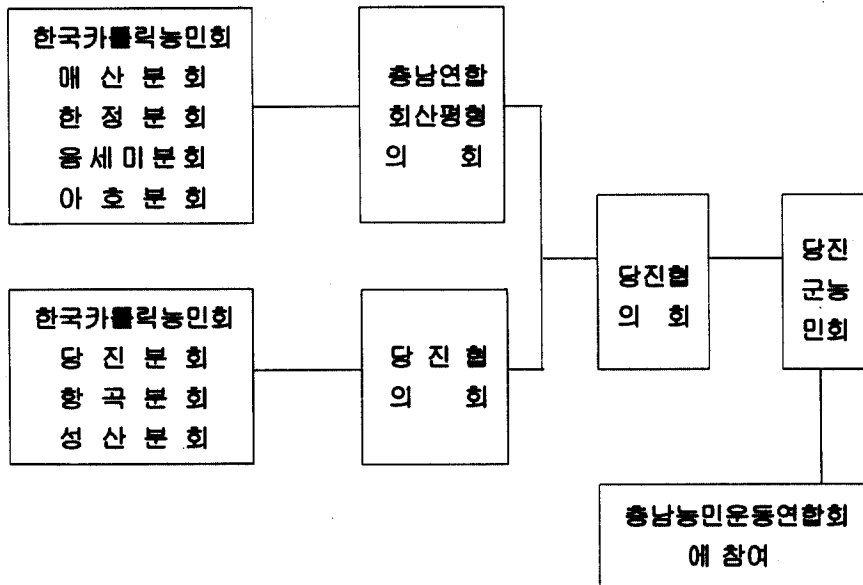 한국카톨릭농민회
매 산 분 회
한 정 분 회
용세미분회
아 호 분 회
충남연합
회산평형
의 회
한국카톨릭농민회
당 진 분 회
항 곡 분 회
성 산 분 회
당 진 협
의 회
당진협
의 회
당진
군농
민회
충남농민운동연합회
에 참여